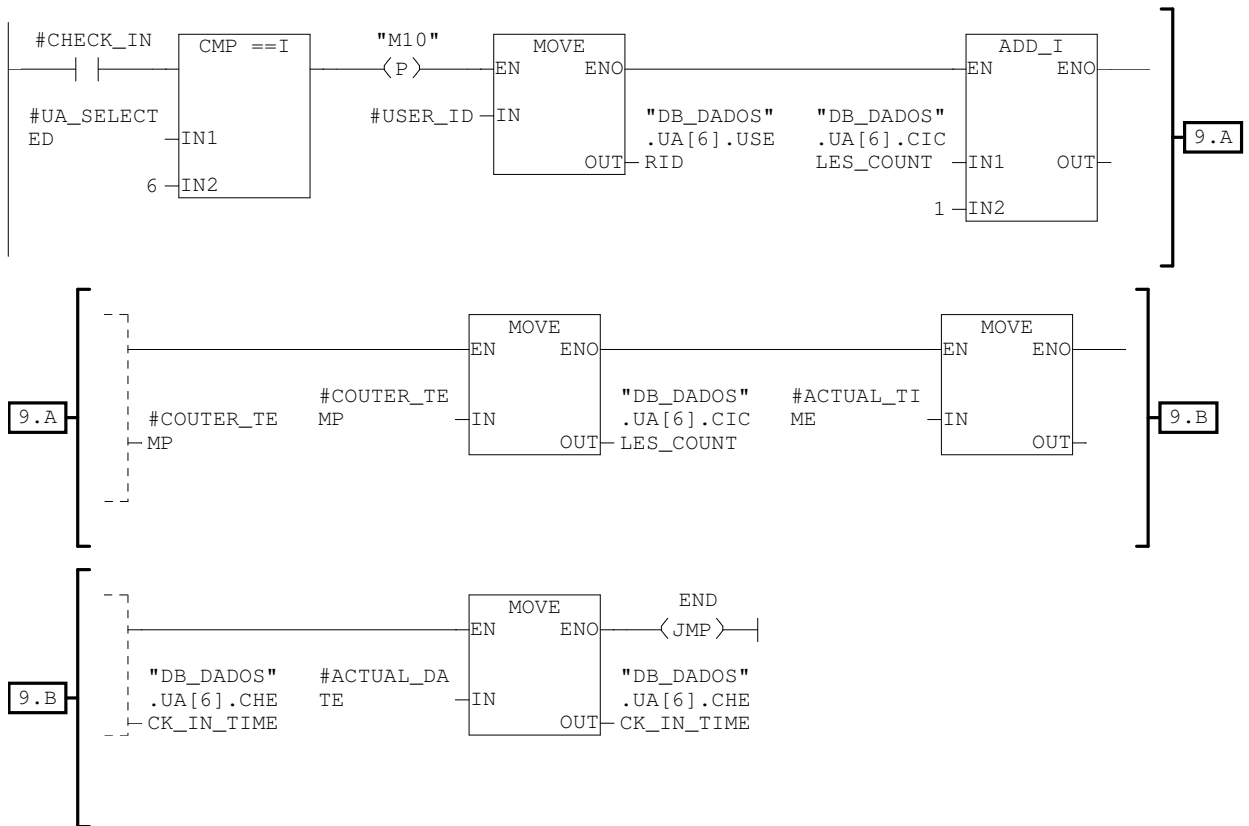 #CHECK_IN
CMP ==I
"M10"
(P)
MOVE
ADD_I
EN ENO
EN ENO
#UA_SELECT
ED
IN1
6
IN2
#USER_ID
IN
OUT
"DB_DADOS"
.UA[6].USE
RID
"DB_DADOS"
.UA[6].CIC
LES_COUNT
IN1
OUT
1
IN2
9.A
9.A
MOVE
MOVE
EN ENO
EN ENO
#COUTER_TE
MP
#COUTER_TE
MP
IN
OUT
"DB_DADOS"
.UA[6].CIC
LES_COUNT
#ACTUAL_TI
ME
IN
OUT
9.B
9.B
MOVE
END
EN ENO
(JMP)
"DB_DADOS"
.UA[6].CHE
CK_IN_TIME
#ACTUAL_DA
TE
IN
OUT
"DB_DADOS"
.UA[6].CHE
CK_IN_TIME